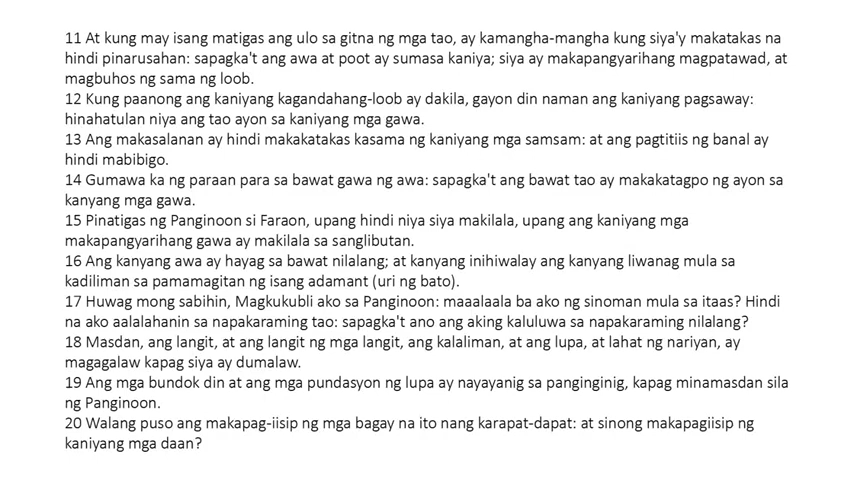 11 At kung may isang matigas ang ulo sa gitna ng mga tao, ay kamangha-mangha kung siya'y makatakas na
hindi pinarusahan: sapagka't ang awa at poot ay sumasa kaniya; siya ay makapangyarihang magpatawad, at
magbuhos ng sama ng loob.
12 Kung paanong ang kaniyang kagandahang-loob ay dakila, gayon din naman ang kaniyang pagsaway:
hinahatulan niya ang tao ayon sa kaniyang mga gawa.
13 Ang makasalanan ay hindi makakatakas kasama ng kaniyang mga samsam: at ang pagtitiis ng banal ay
hindi mabibigo.
14 Gumawa ka ng paraan para sa bawat gawa ng awa: sapagka't ang bawat tao ay makakatagpo ng ayon sa
kanyang mga gawa.
15 Pinatigas ng Panginoon si Faraon, upang hindi niya siya makilala, upang ang kaniyang mga
makapangyarihang gawa ay makilala sa sanglibutan.
16 Ang kanyang awa ay hayag sa bawat nilalang; at kanyang inihiwalay ang kanyang liwanag mula sa
kadiliman sa pamamagitan ng isang adamant (uri ng bato).
17 Huwag mong sabihin, Magkukubli ako sa Panginoon: maaalaala ba ako ng sinoman mula sa itaas? Hindi
na ako aalalahanin sa napakaraming tao: sapagka't ano ang aking kaluluwa sa napakaraming nilalang?
18 Masdan, ang langit, at ang langit ng mga langit, ang kalaliman, at ang lupa, at lahat ng nariyan, ay
magagalaw kapag siya ay dumalaw.
19 Ang mga bundok din at ang mga pundasyon ng lupa ay nayayanig sa panginginig, kapag minamasdan sila
ng Panginoon.
20 Walang puso ang makapag-iisip ng mga bagay na ito nang karapat-dapat: at sinong makapagiisip ng
kaniyang mga daan?